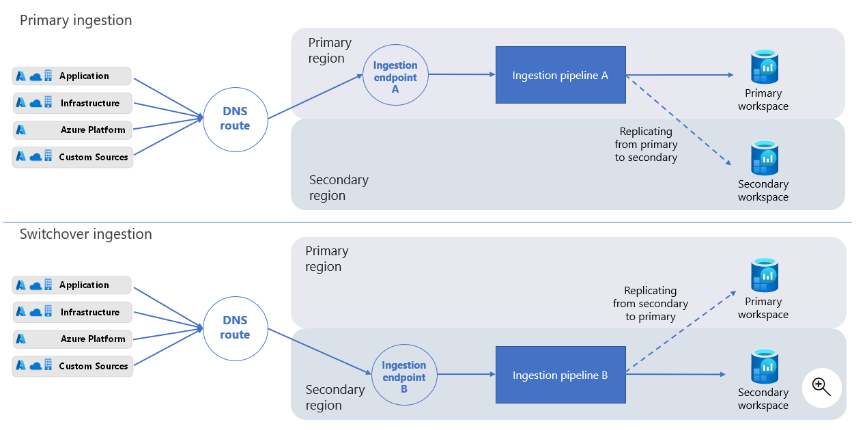 Primary ingestion
Primary
region
Application
Infrastructure
Azure Platform
Custom Sources
DNS
route
Ingestion
endpoint
A
Ingestion pipeline A
Primary
workspace
Replicating
from primary
to secondary
Secondary
region
Secondary
workspace
Switchover ingestion
Primary
region
Application
Infrastructure
Azure Platform
Custom Sources
DNS
route
Replicating
from secondary
to primary
Primary
workspace
Secondary
region
Ingestion
endpoint
B
Ingestion pipeline B
Secondary
workspace